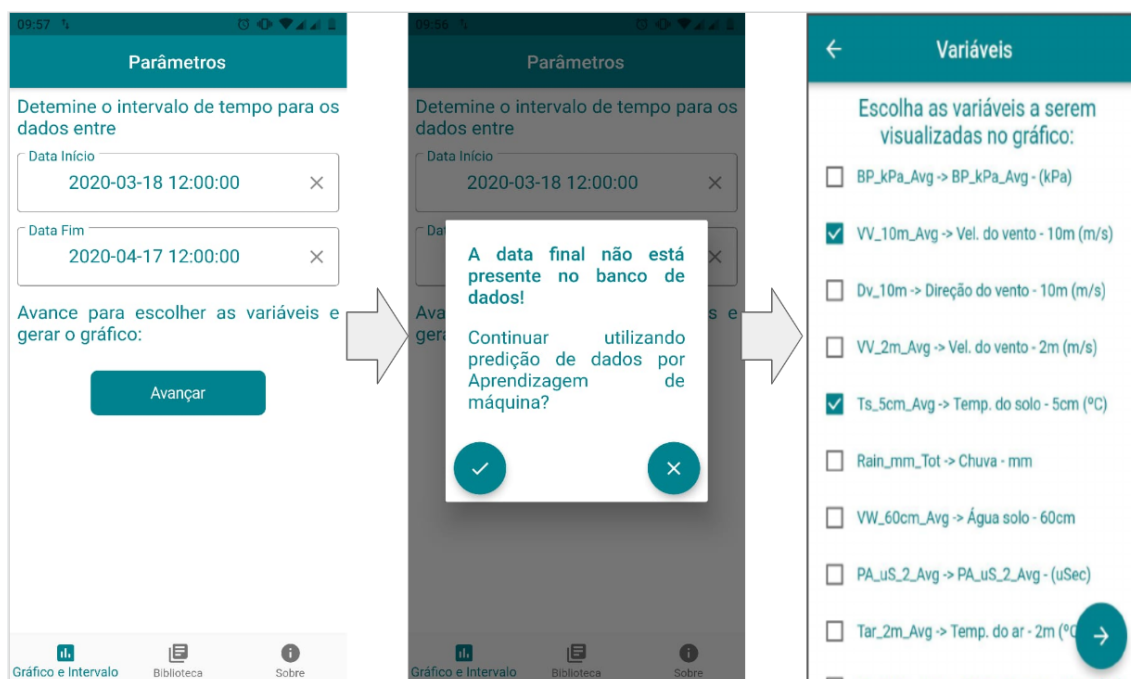 09:57
Parâmetros
Detemine o intervalo de tempo para os
dados entre
Data Início
2020-03-18 12:00:00
Data Fim
2020-04-17 12:00:00
Avance para escolher as variáveis e
gerar o gráfico:
Avançar
Gráfico e Intervalo
Biblioteca
Sobre
09:56
Parâmetros
Detemine o intervalo de tempo para os
dados entre
Data Início
2020-03-18 12:00:00
A data final não está
presente no banco de
dados!
Continuar utilizando
predição de dados por
Aprendizagem de
máquina?
Gráfico e Intervalo
Biblioteca
Sobre
Variáveis
Escolha as variáveis a serem
visualizadas no gráfico:
BP_kPa_Avg -> BP_kPa_Avg - (kPa)
VV_10m_Avg -> Vel. do vento - 10m (m/s)
Dv_10m -> Direção do vento - 10m (m/s)
VV_2m_Avg -> Vel. do vento - 2m (m/s)
Ts_5cm_Avg -> Temp. do solo - 5cm (ºC)
Rain_mm_Tot -> Chuva - mm
VW_60cm_Avg -> Água solo - 60cm
PA_uS_2_Avg -> PA_uS_2_Avg - (uSec)
Tar_2m_Avg -> Temp. do ar - 2m (ºC